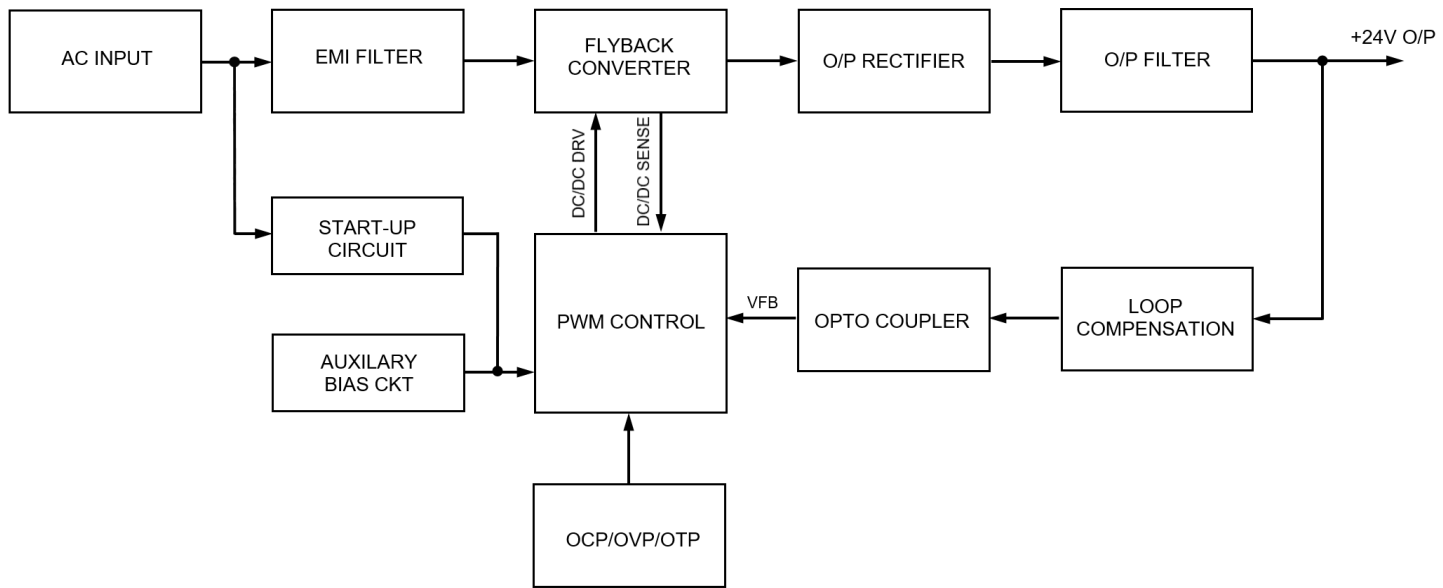 AC INPUT
EMI FILTER
FLYBACK
CONVERTER
O/P RECTIFIER
O/P FILTER
+24V O/P
DC/DC DRV
DC/DC SENSE
START-UP
CIRCUIT
PWM CONTROL
VFB
OPTO COUPLER
LOOP
COMPENSATION
AUXILARY
BIAS CKT
OCP/OVP/OTP